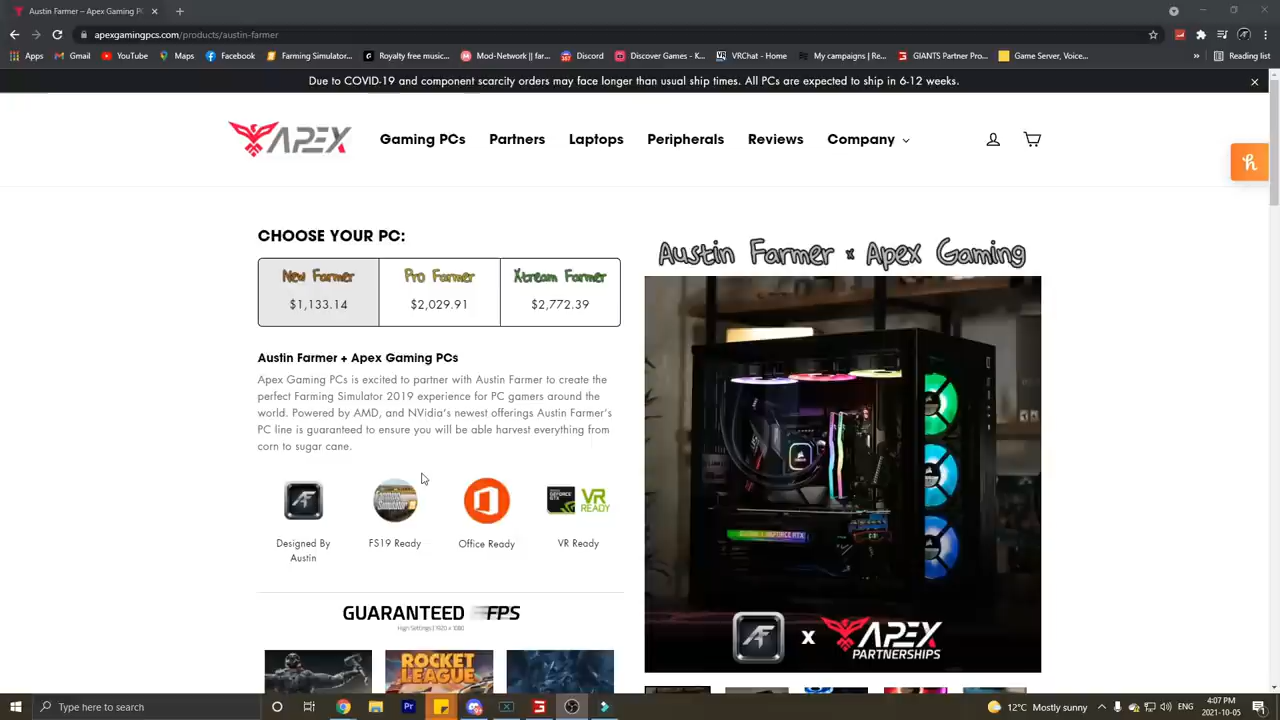 Austin Farmer – Apex Gaming PC
apexgamingpcs.com/products/austin-farmer
Apps Gmail YouTube Maps Facebook Farming Simulator... Royalty free music... Mod-Network || far... Discord Discover Games - K... VRChat - Home My campaigns | Re... GIANTS Partner Pro... Game Server, Voice... » Reading list
Due to COVID-19 and component scarcity orders may face longer than usual ship times. All PCs are expected to ship in 6-12 weeks.
APEX Gaming PCs Partners Laptops Peripherals Reviews Company
CHOOSE YOUR PC:
New Farmer Pro Farmer Xtream Farmer
$1,133.14 $2,029.91 $2,772.39
Austin Farmer + Apex Gaming PCs
Apex Gaming PCs is excited to partner with Austin Farmer to create the
perfect Farming Simulator 2019 experience for PC gamers around the
world. Powered by AMD, and NVidia's newest offerings Austin Farmer's
PC line is guaranteed to ensure you will be able harvest everything from
corn to sugar cane.
AF
VR
READY
Designed By
Austin
FS19 Ready
Office Ready
VR Ready
GUARANTEED FPS
High Settings | 1920 x 1080
ROCKET
LEAGUE
Austin Farmer x Apex Gaming
AF x APEX
PARTNERSHIPS
Type here to search
12°C Mostly sunny
4:07 PM
2021-10-05